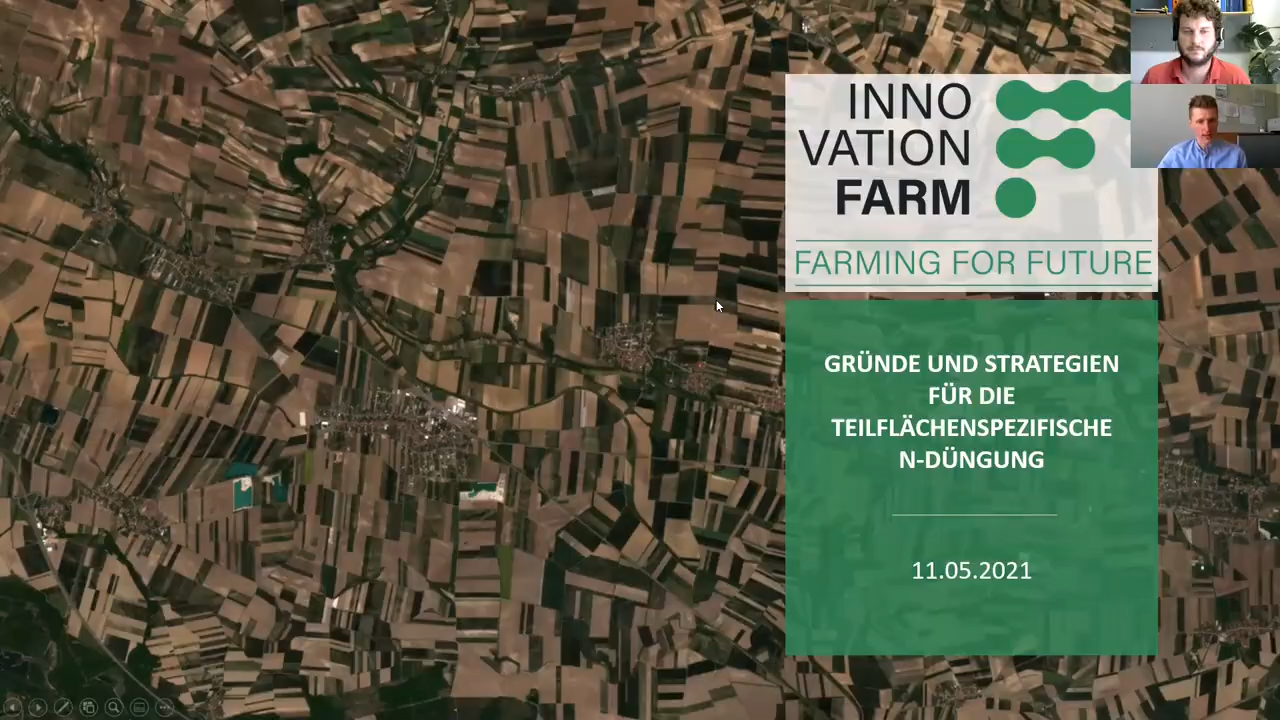 INNO
VATION
FARM
FARMING FOR FUTURE
GRÜNDE UND STRATEGIEN
FÜR DIE
TEILFLÄCHENSPEZIFISCHE
N-DÜNGUNG
11.05.2021